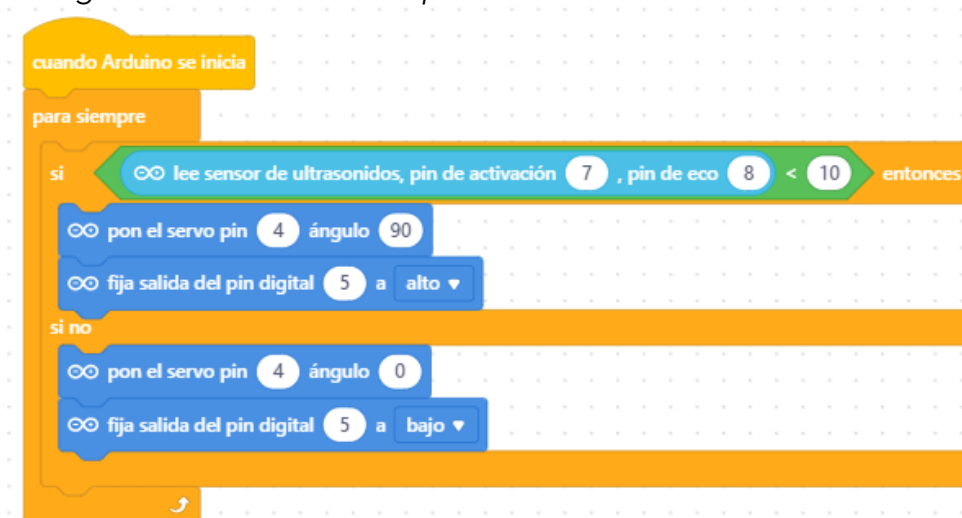 cuando Arduino se inicia
para siempre
si lee sensor de ultrasonidos, pin de activación 7 , pin de eco 8 < 10 entonces
pon el servo pin 4 ángulo 90
fija salida del pin digital 5 a alto
si no
pon el servo pin 4 ángulo 0
fija salida del pin digital 5 a bajo